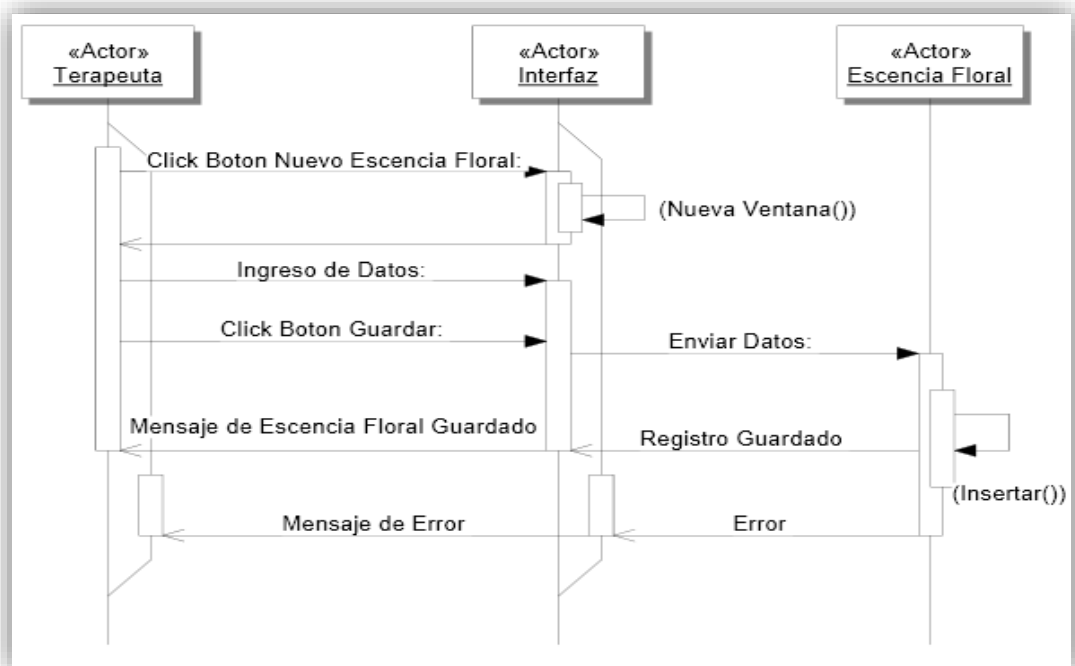 «Actor»
Terapeuta
«Actor»
Interfaz
«Actor»
Escencia Floral
Click Boton Nuevo Escencia Floral:
(Nueva Ventana())
Ingreso de Datos:
Click Boton Guardar:
Enviar Datos:
Mensaje de Escencia Floral Guardado
Registro Guardado
(Insertar())
Mensaje de Error
Error